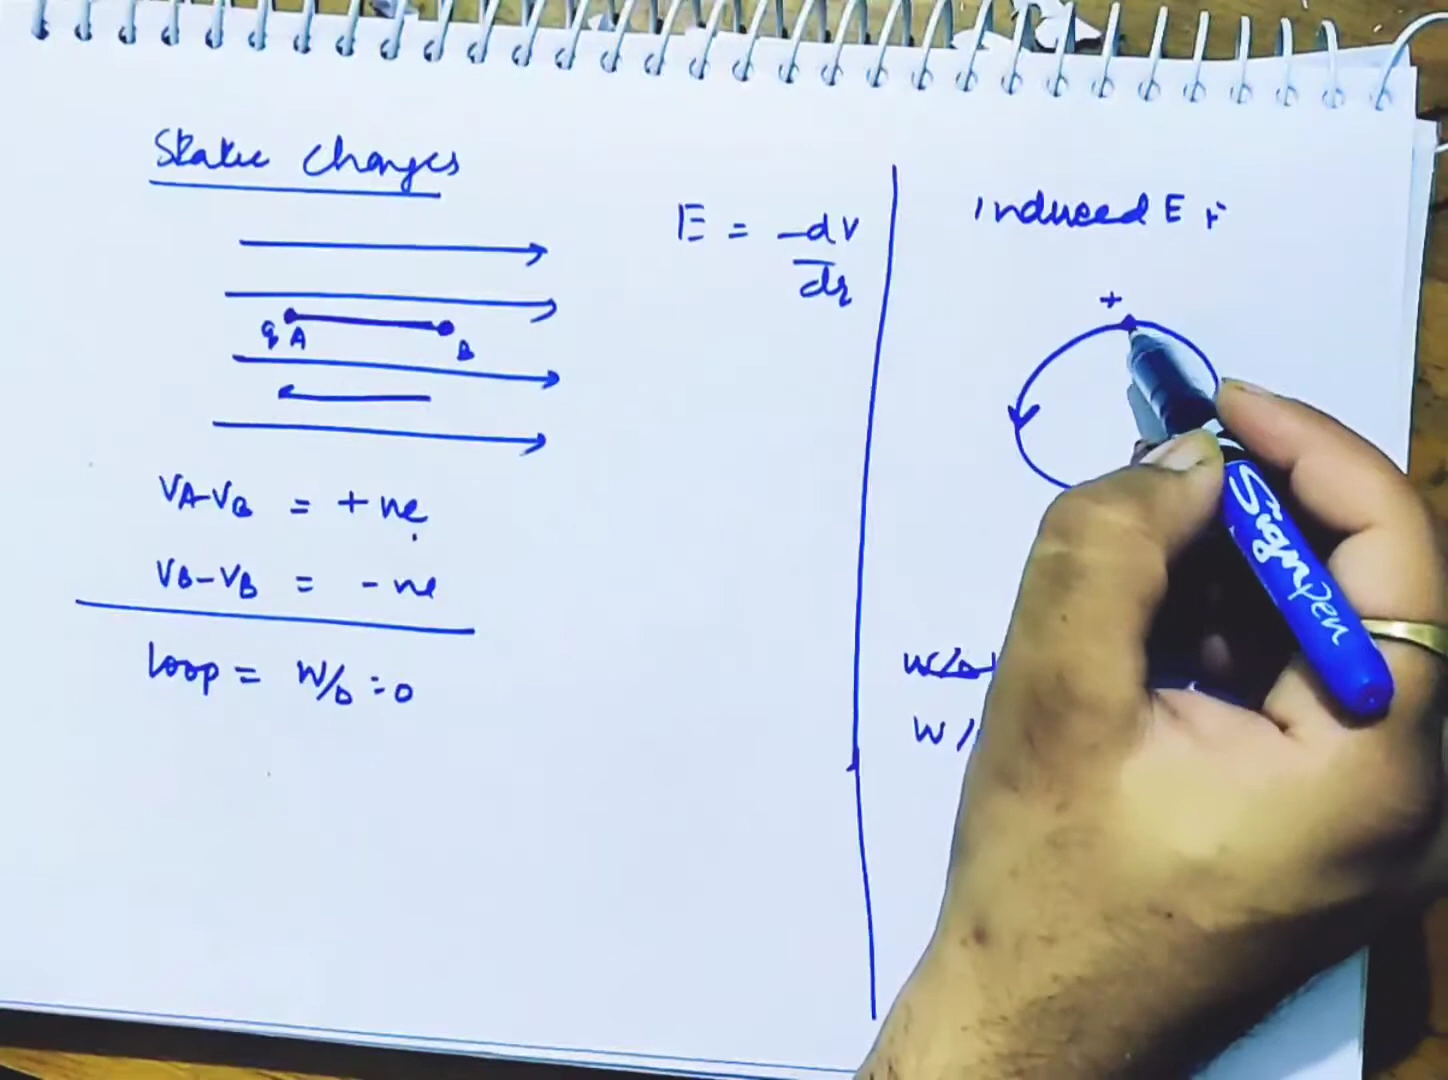 Static Charges
E = -dV/dr
q A B
VA-VB = +ve
VB-VB = -ve
loop = W/D = 0
induced E F
+
W/D
W/
Signpen